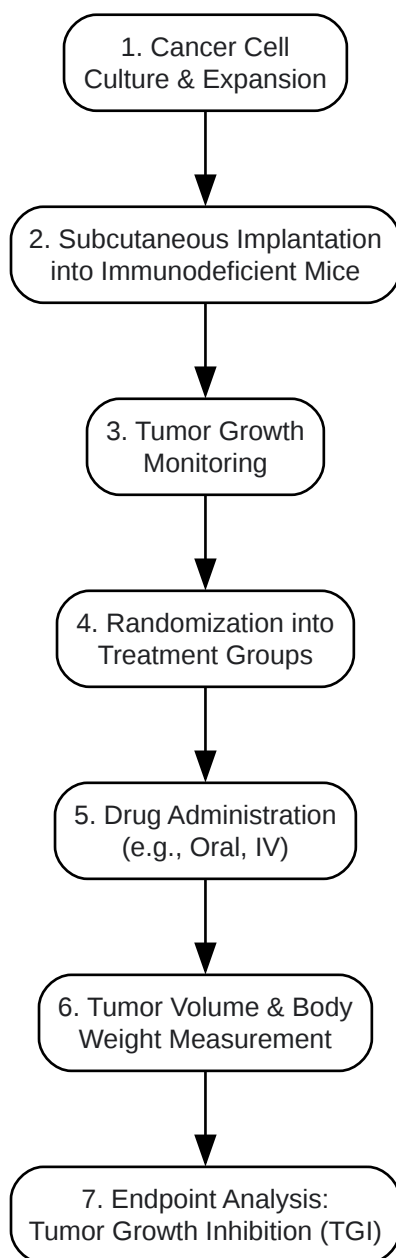 1. Cancer Cell
Culture & Expansion
2. Subcutaneous Implantation
into Immunodeficient Mice
3. Tumor Growth
Monitoring
4. Randomization into
Treatment Groups
5. Drug Administration
(e.g., Oral, IV)
6. Tumor Volume & Body
Weight Measurement
7. Endpoint Analysis:
Tumor Growth Inhibition (TGI)